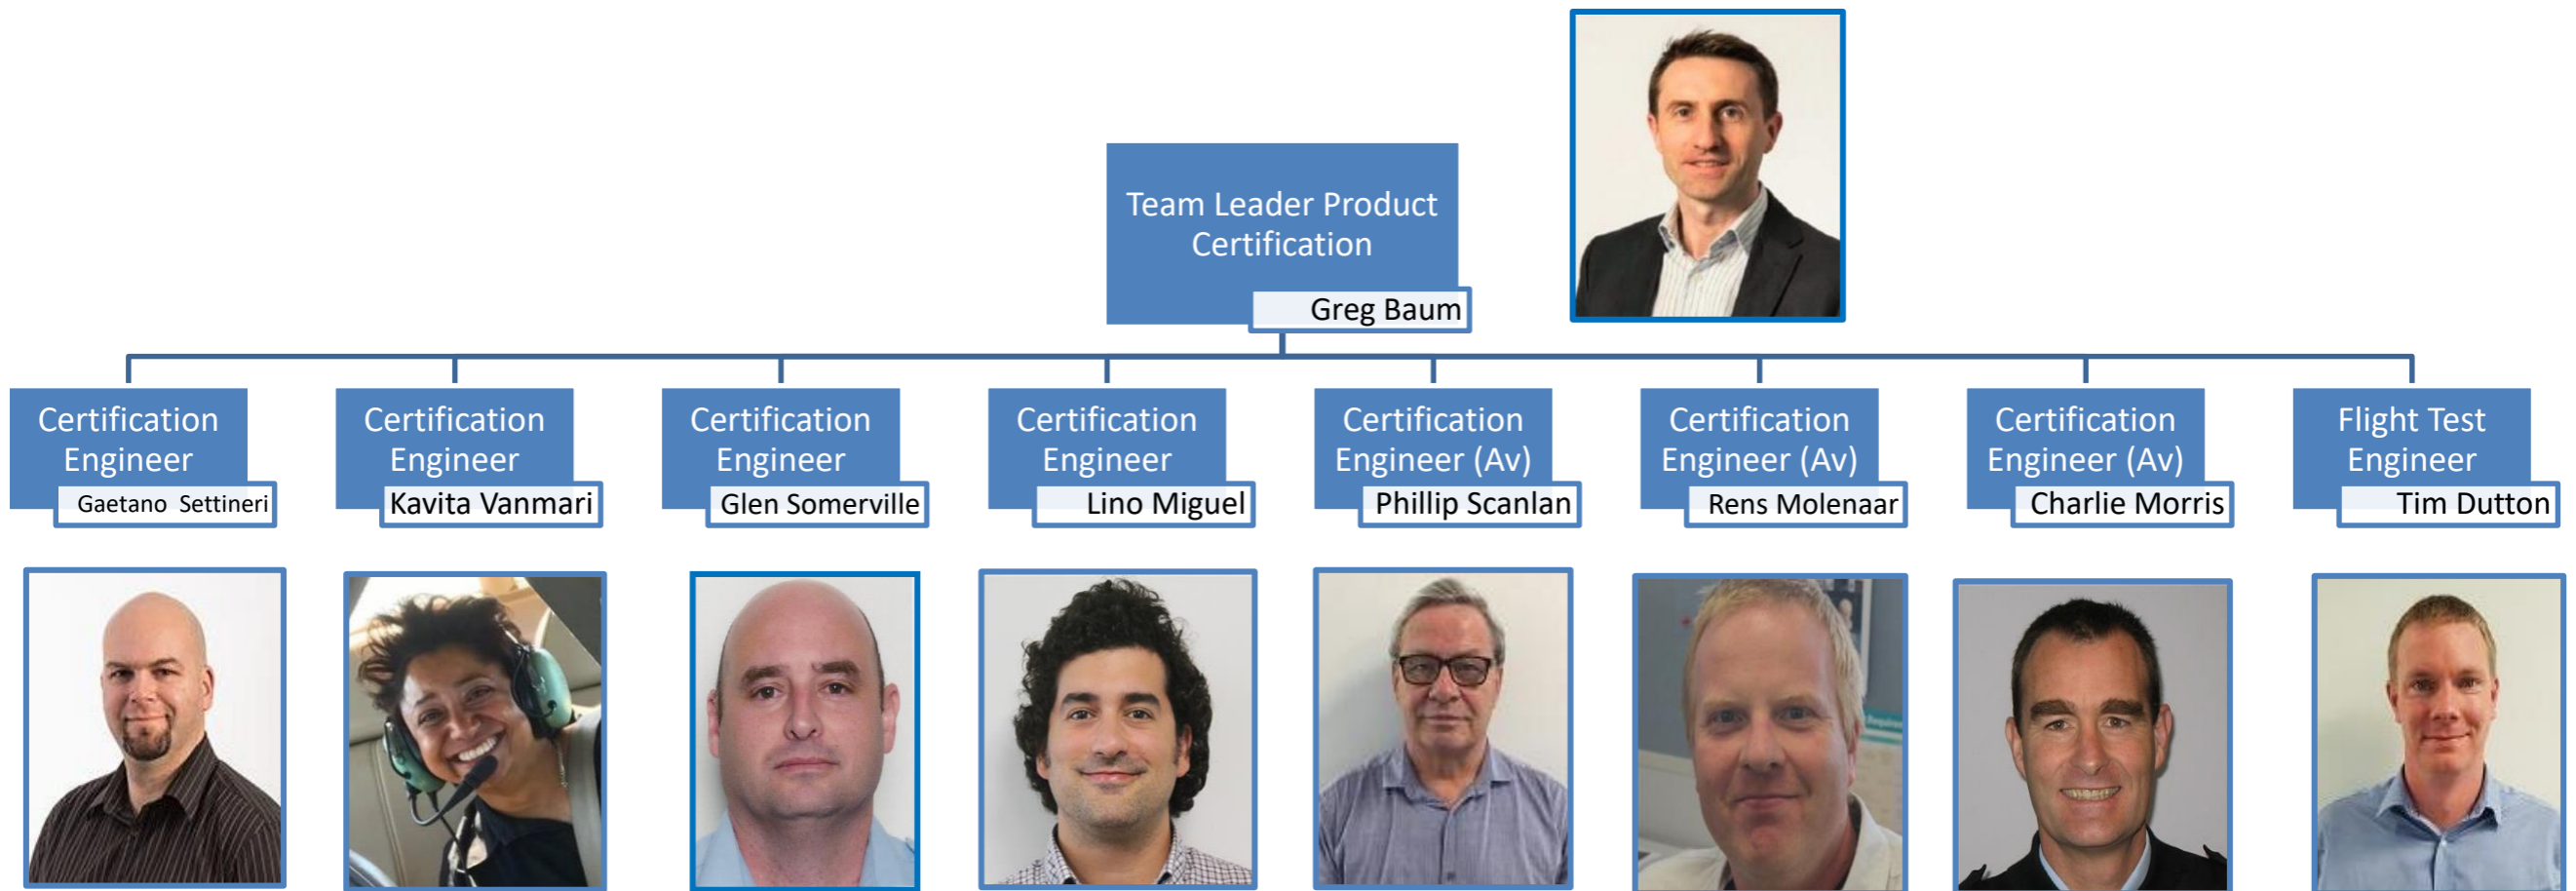 Team Leader Product
Certification
Greg Baum
Certification
Engineer
Gaetano  Settineri
Certification
Engineer
Kavita Vanmari
Certification
Engineer
Glen Somerville
Certification
Engineer
Lino Miguel
Certification
Engineer (Av)
Phillip Scanlan
Certification
Engineer (Av)
Rens Molenaar
Certification
Engineer (Av)
Charlie Morris
Flight Test
Engineer
Tim Dutton